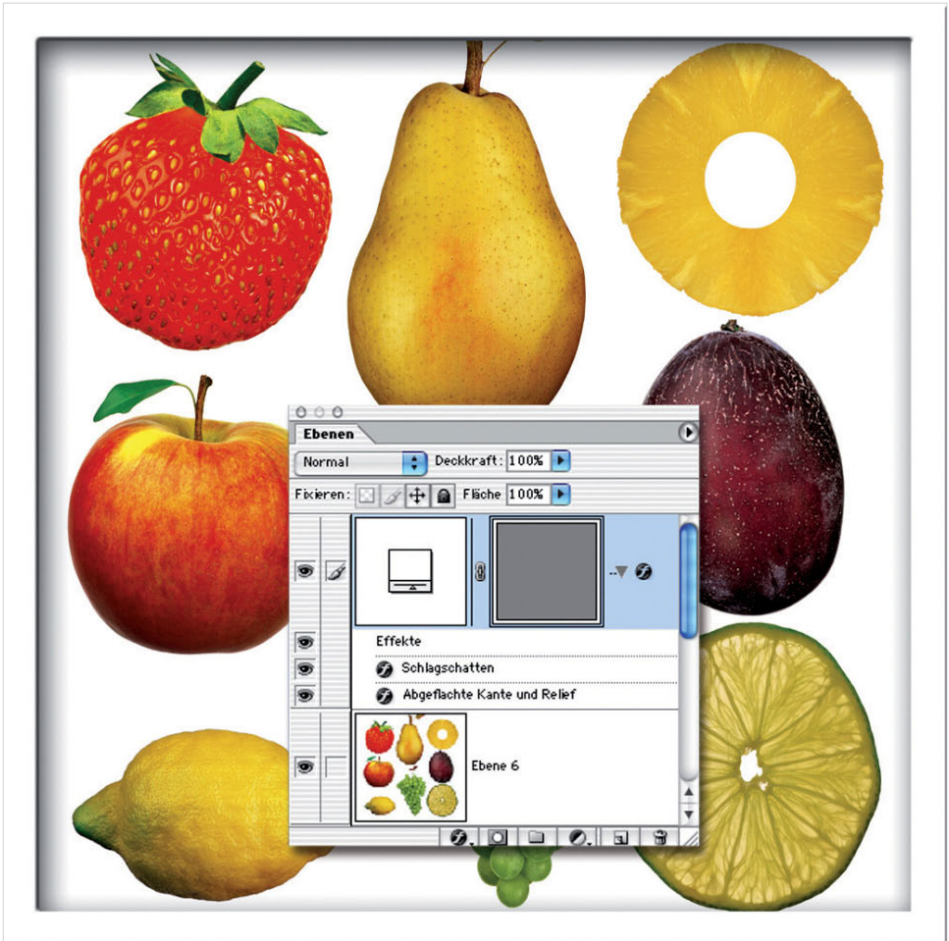 Ebenen
Normal Deckkraft: 100%
Fixieren: Fläche 100%
Effekte
Schlagschatten
Abgeflachte Kante und Relief
Ebene 6